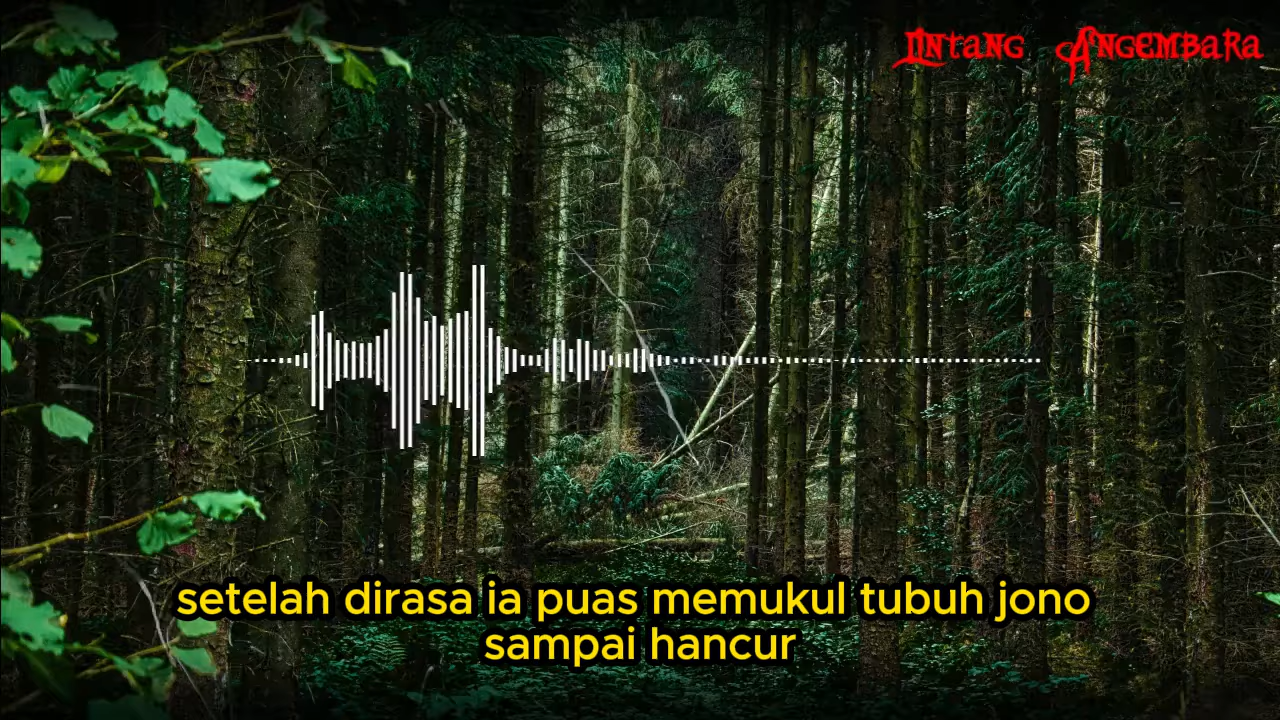 Lintang Angembara
setelah dirasa ia puas memukul tubuh jono
sampai hancur